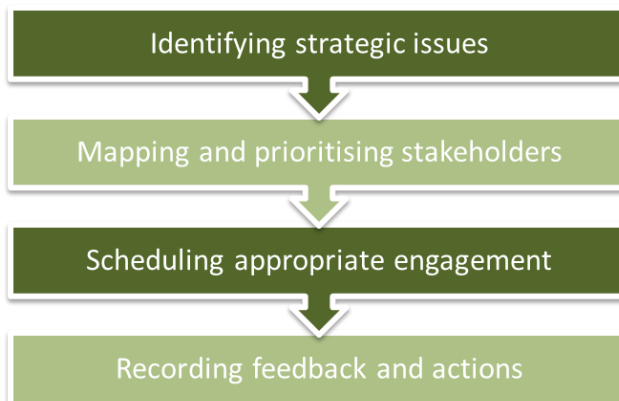 Identifying strategic issues
Mapping and prioritising stakeholders
Scheduling appropriate engagement
Recording feedback and actions